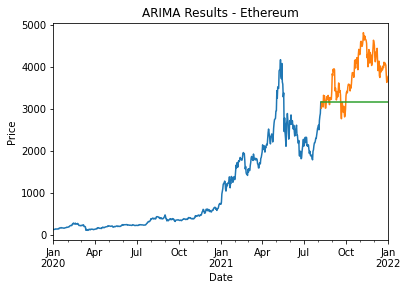 ARIMA Results - Ethereum
Price
5000
4000
3000
2000
1000
0
Jan Apr Jul Oct Jan Apr Jul Oct Jan
2020 2021 2022
Date